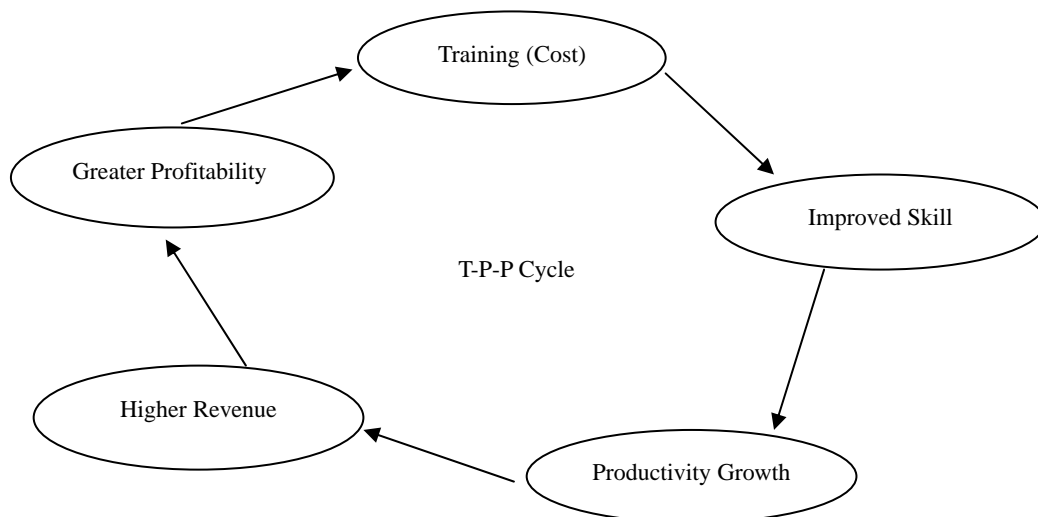 Training (Cost)
Greater Profitability
Improved Skill
T-P-P Cycle
Higher Revenue
Productivity Growth